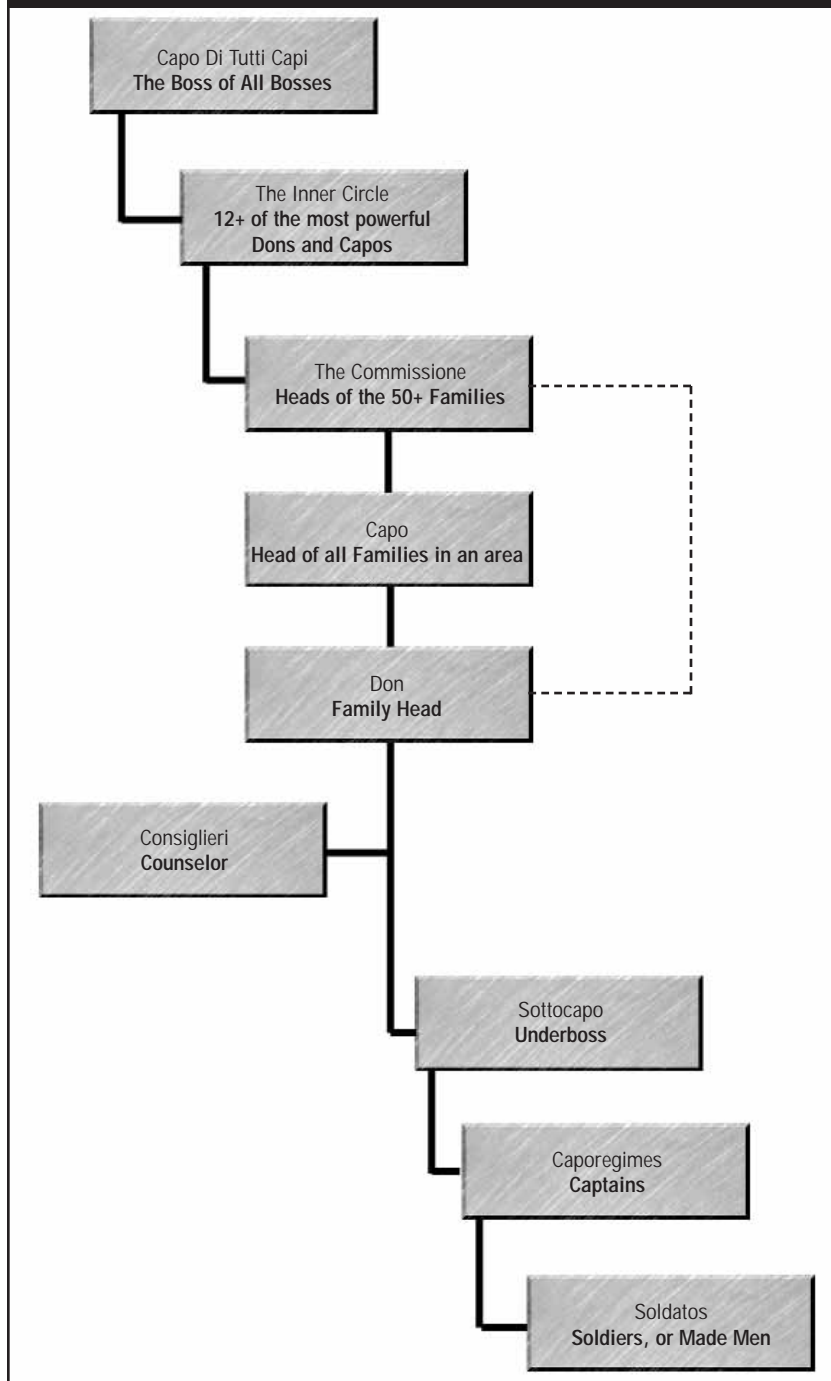 Capo Di Tutti Capi
The Boss of All Bosses
The Inner Circle
12+ of the most powerful
Dons and Capos
The Commissione
Heads of the 50+ Families
Capo
Head of all Families in an area
Don
Family Head
Consiglieri
Counselor
Sottocapo
Underboss
Caporegimes
Captains
Soldatos
Soldiers, or Made Men